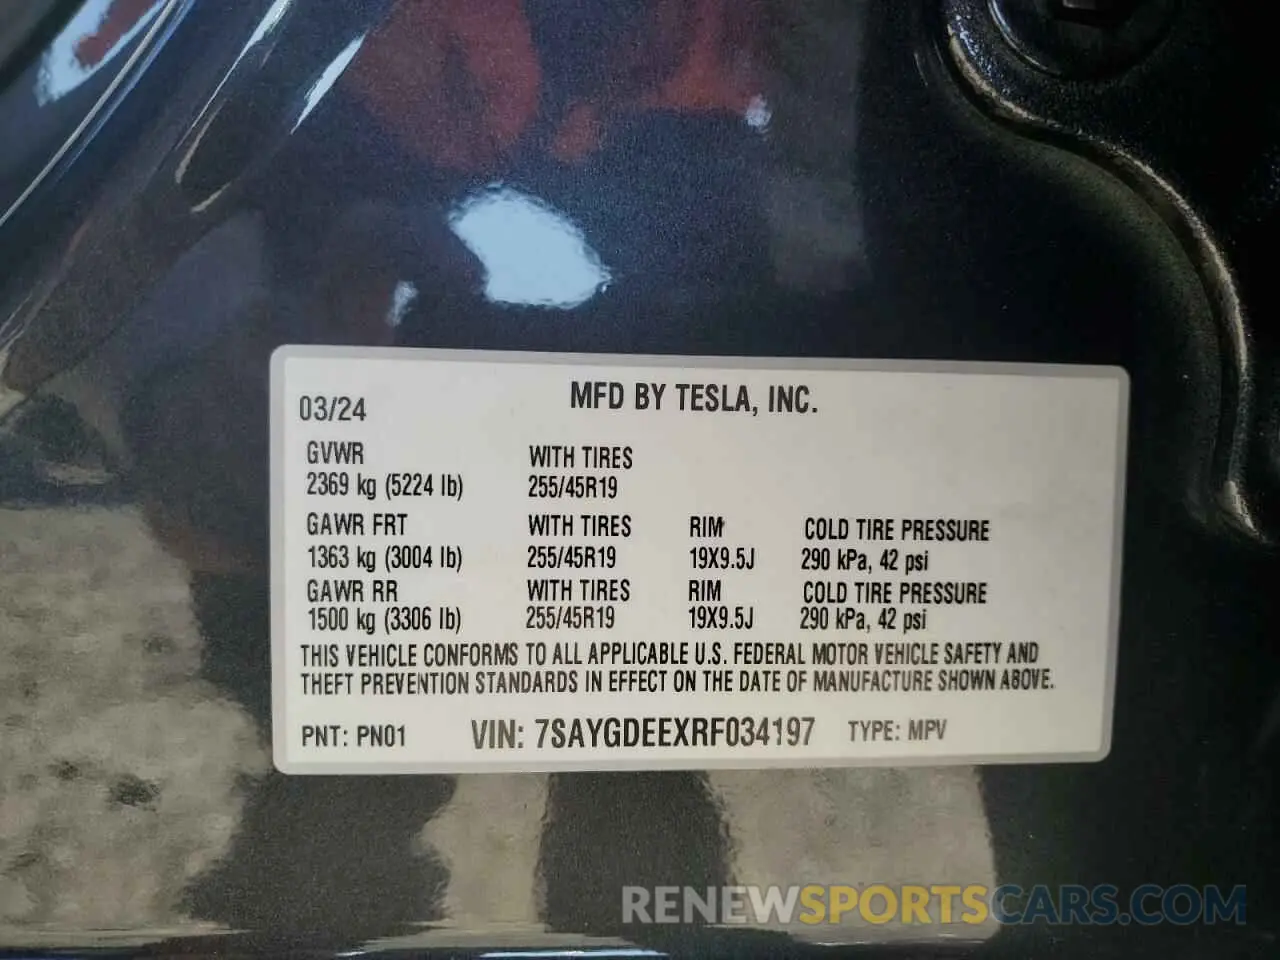 MFD BY TESLA, INC.
03/24
GVWR WITH TIRES
2369 kg (5224 lb) 255/45R19
GAWR FRT WITH TIRES RIM COLD TIRE PRESSURE
1363 kg (3004 lb) 255/45R19 19X9.5J 290 kPa, 42 psi
GAWR RR WITH TIRES RIM COLD TIRE PRESSURE
1500 kg (3306 lb) 255/45R19 19X9.5J 290 kPa, 42 psi
THIS VEHICLE CONFORMS TO ALL APPLICABLE U.S. FEDERAL MOTOR VEHICLE SAFETY AND
THEFT PREVENTION STANDARDS IN EFFECT ON THE DATE OF MANUFACTURE SHOWN ABOVE.
PNT: PN01 VIN: 7SAYGDEEXRF034197 TYPE: MPV
RENEWSPORTSCARS.COM